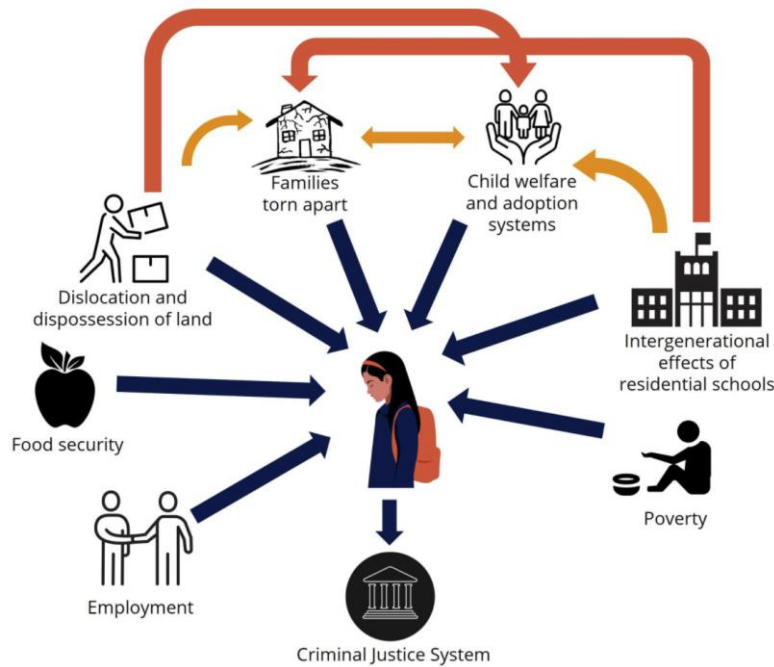 Families
torn apart
Child welfare
and adoption
systems
Dislocation and
dispossession of land
Intergenerational
effects of
residential schools
Food security
Poverty
Employment
Criminal Justice System